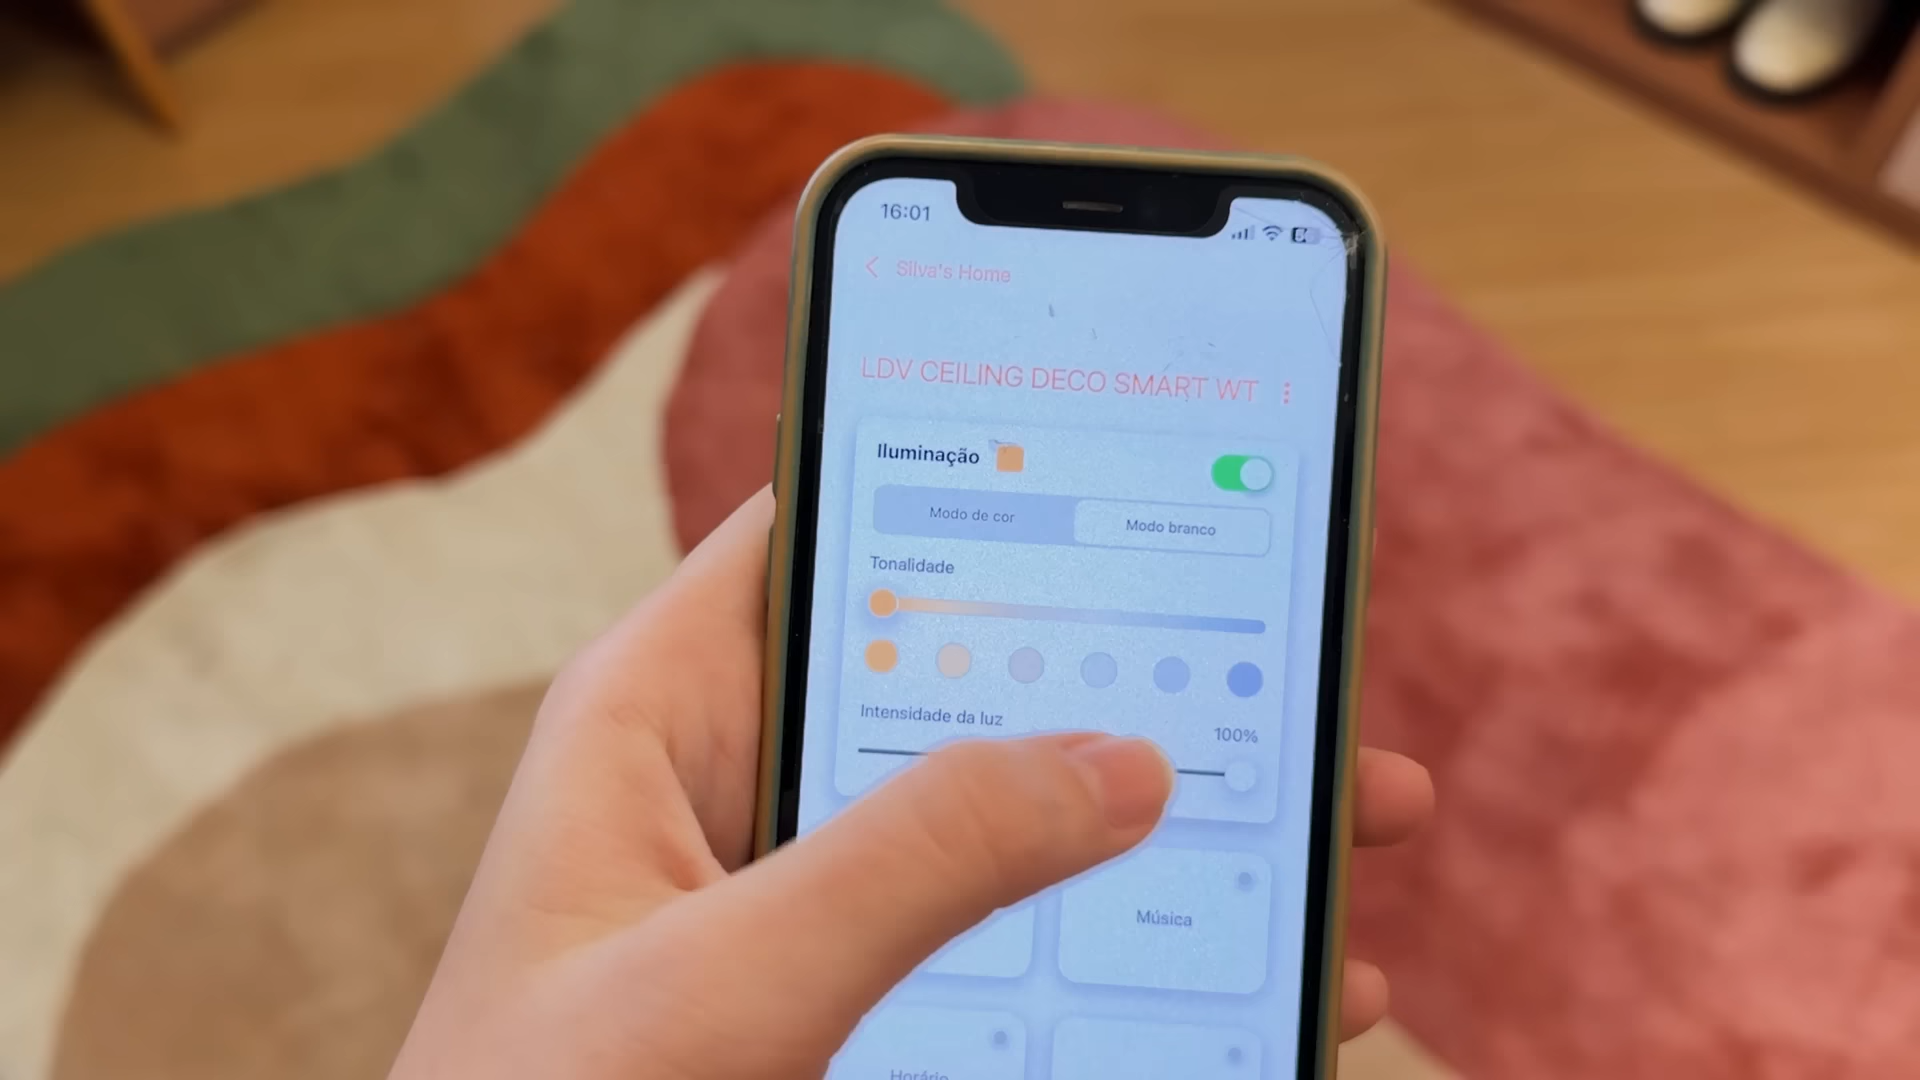 16:01
Silva's Home
LDV CEILING DECO SMART WT
Iluminação
Modo de cor
Modo branco
Tonalidade
Intensidade da luz
100%
Música
Horário